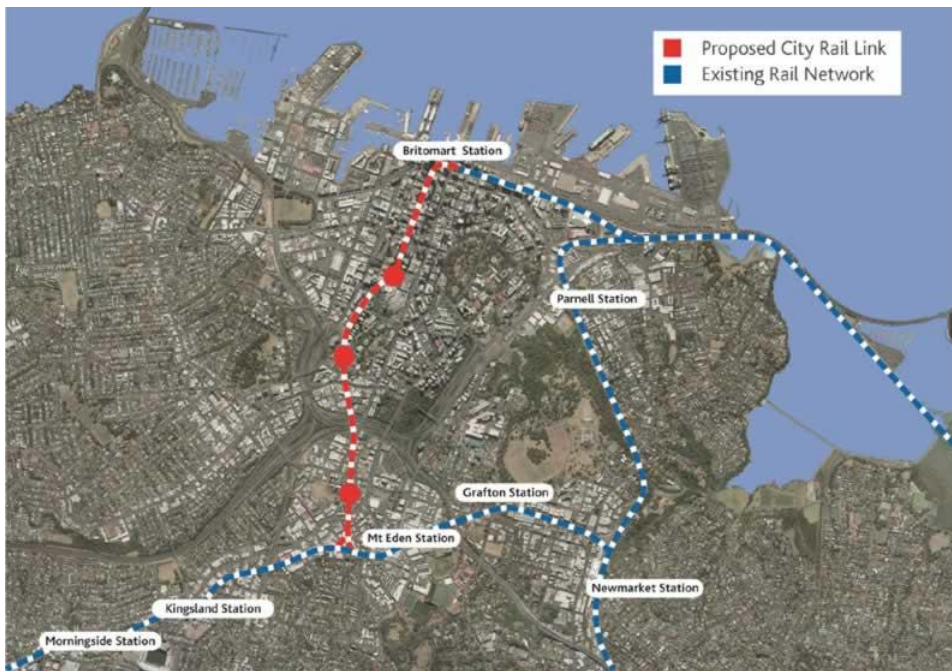 Proposed City Rail Link
Existing Rail Network
Britomart Station
Parnell Station
Grafton Station
Mt Eden Station
Newmarket Station
Kingsland Station
Morningside Station